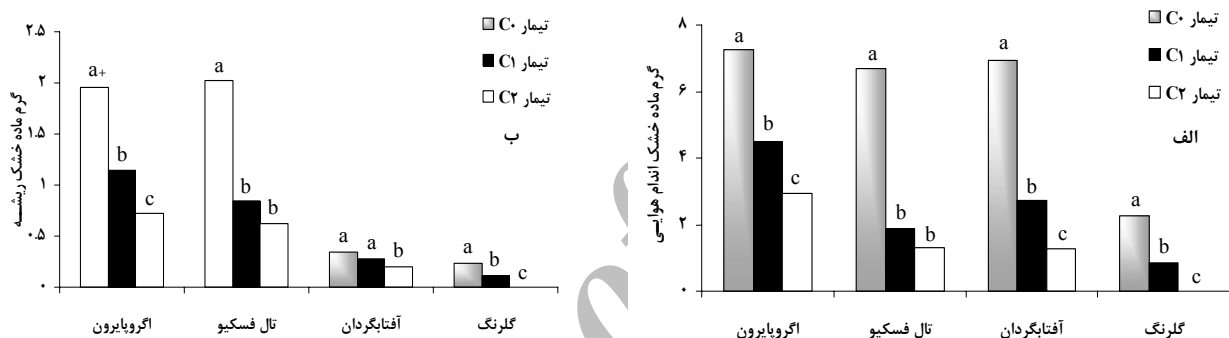 تیمار C۰
تیمار C۱
تیمار C۲
الف
گرم ماده خشک اندام هوایی
۸
۶
۴
۲
۰
a
b
c
a
b
b
a
b
c
a
b
c
اگروپایرون
تال فسکیو
آفتابگردان
گلرنگ
تیمار C۰
تیمار C۱
تیمار C۲
ب
گرم ماده خشک ریشه
۲.۵
۲
۱.۵
۱
۰.۵
۰
a+
b
c
a
b
b
a
a
b
a
b
c
اگروپایرون
تال فسکیو
آفتابگردان
گلرنگ